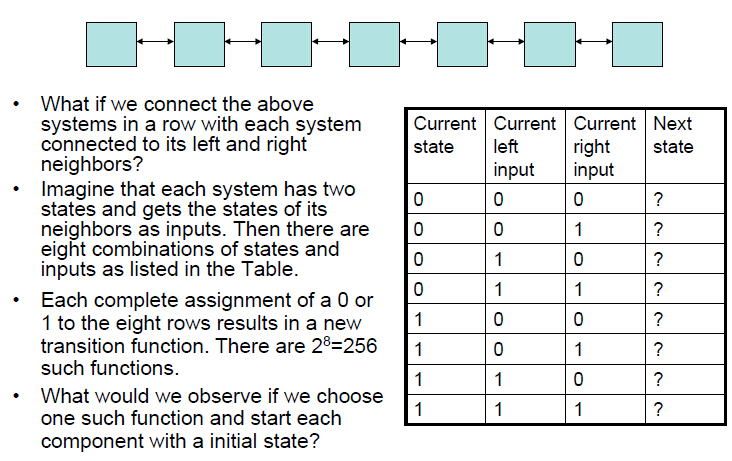 • What if we connect the above
systems in a row with each system
connected to its left and right
neighbors?
• Imagine that each system has two
states and gets the states of its
neighbors as inputs. Then there are
eight combinations of states and
inputs as listed in the Table.
• Each complete assignment of a 0 or
1 to the eight rows results in a new
transition function. There are 2⁸=256
such functions.
• What would we observe if we choose
one such function and start each
component with a initial state?
Current state Current left input Current right input Next state
0 0 0 ?
0 0 1 ?
0 1 0 ?
0 1 1 ?
1 0 0 ?
1 0 1 ?
1 1 0 ?
1 1 1 ?